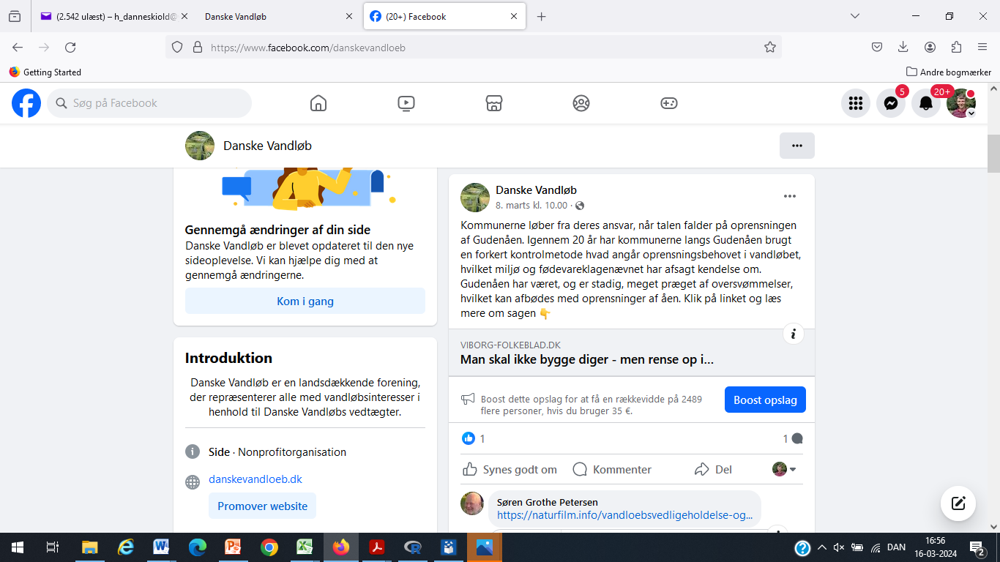 (2.542 ulæst) – h_danneskiold@
Danske Vandløb
(20+) Facebook
https://www.facebook.com/danskevandloeb
Getting Started
Andre bogmærker
Søg på Facebook
5
20+
Danske Vandløb
Gennemgå ændringer af din side
Danske Vandløb er blevet opdateret til den nye
sideoplevelse. Vi kan hjælpe dig med at
gennemgå ændringerne.
Kom i gang
Introduktion
Danske Vandløb er en landsdækkende forening,
der repræsenterer alle med vandløbsinteresser i
henhold til Danske Vandløbs vedtægter.
Side · Nonprofitorganisation
danskevandloeb.dk
Promover website
Danske Vandløb
8. marts kl. 10.00 ·
Kommunerne løber fra deres ansvar, når talen falder på oprensningen
af Gudenåen. Igennem 20 år har kommunerne langs Gudenåen brugt
en forkert kontrolmetode hvad angår oprensningsbehovet i vandløbet,
hvilket miljø og fødevareklagenævnet har afsagt kendelse om.
Gudenåen har været, og er stadig, meget præget af oversvømmelser,
hvilket kan afbødes med oprensninger af åen. Klik på linket og læs
mere om sagen 👇
VIBORG-FOLKEBLAD.DK
Man skal ikke bygge diger - men rense op i...
Boost dette opslag for at få en rækkevidde på 2489
flere personer, hvis du bruger 35 €.
Boost opslag
1
1
Synes godt om
Kommenter
Del
Søren Grothe Petersen
https://naturfilm.info/vandloebsvedligeholdelse-og...
DAN
16:56
16-03-2024
2